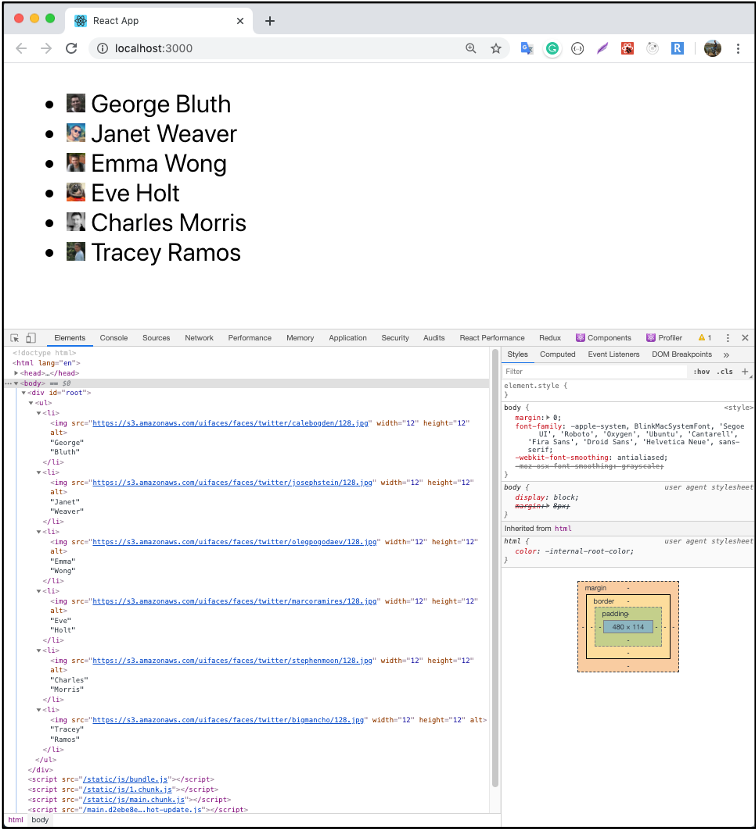 React App
localhost:3000
George Bluth
Janet Weaver
Emma Wong
Eve Holt
Charles Morris
Tracey Ramos
Elements Console Sources Network Performance Memory Application Security Audits React Performance Redux Components Profiler 1
<!doctype html>
<html lang="en">
<head>…</head>
<body> == $0
<div id="root">
<ul>
<li>
<img src="https://s3.amazonaws.com/uifaces/faces/twitter/calebogden/128.jpg" width="12" height="12"
alt>
"George"
"Bluth"
</li>
<li>
<img src="https://s3.amazonaws.com/uifaces/faces/twitter/josephstein/128.jpg" width="12" height="12"
alt>
"Janet"
"Weaver"
</li>
<li>
<img src="https://s3.amazonaws.com/uifaces/faces/twitter/olegpogodaev/128.jpg" width="12" height="12"
alt>
"Emma"
"Wong"
</li>
<li>
<img src="https://s3.amazonaws.com/uifaces/faces/twitter/marcoramires/128.jpg" width="12" height="12"
alt>
"Eve"
"Holt"
</li>
<li>
<img src="https://s3.amazonaws.com/uifaces/faces/twitter/stephenmoon/128.jpg" width="12" height="12"
alt>
"Charles"
"Morris"
</li>
<li>
<img src="https://s3.amazonaws.com/uifaces/faces/twitter/bigmancho/128.jpg" width="12" height="12" alt>
"Tracey"
"Ramos"
</li>
</ul>
</div>
<script src="/static/js/bundle.js"></script>
<script src="/static/js/1.chunk.js"></script>
<script src="/static/js/main.chunk.js"></script>
<script src="/main.d2ebe8e….hot-update.js"></script>
html body
Styles Computed Event Listeners DOM Breakpoints »
Filter :hov .cls +
element.style {
}
body { <style>
margin: 0;
font-family: -apple-system, BlinkMacSystemFont, 'Segoe
UI', 'Roboto', 'Oxygen', 'Ubuntu', 'Cantarell',
'Fira Sans', 'Droid Sans', 'Helvetica Neue', sans-
serif;
-webkit-font-smoothing: antialiased;
-moz-osx-font-smoothing: grayscale;
}
body { user agent stylesheet
display: block;
margin: 8px;
}
Inherited from html
html { user agent stylesheet
color: -internal-root-color;
}
margin -
border -
padding -
- - - 480 × 114 - - -
-
-
-